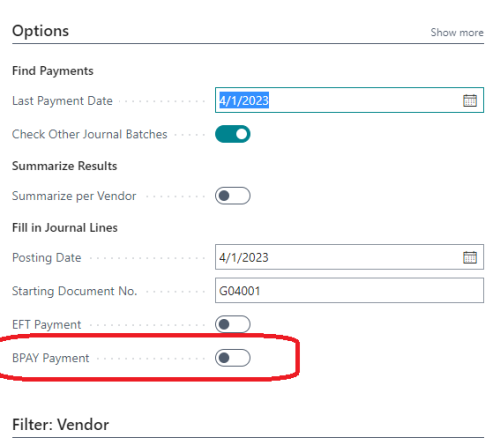 Options Show more
Find Payments
Last Payment Date 4/1/2023
Check Other Journal Batches
Summarize Results
Summarize per Vendor
Fill in Journal Lines
Posting Date 4/1/2023
Starting Document No. G04001
EFT Payment
BPAY Payment
Filter: Vendor